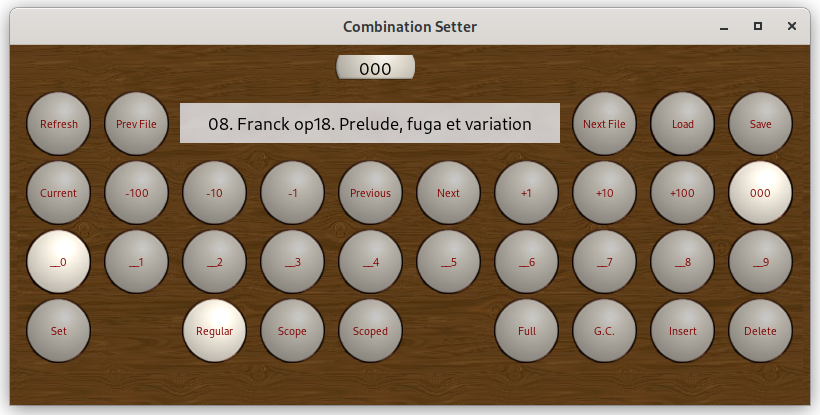 Combination Setter
000
Refresh
Prev File
08. Franck op18. Prelude, fuga et variation
Next File
Load
Save
Current
-100
-10
-1
Previous
Next
+1
+10
+100
000
__0
__1
__2
__3
__4
__5
__6
__7
__8
__9
Set
Regular
Scope
Scoped
Full
G.C.
Insert
Delete